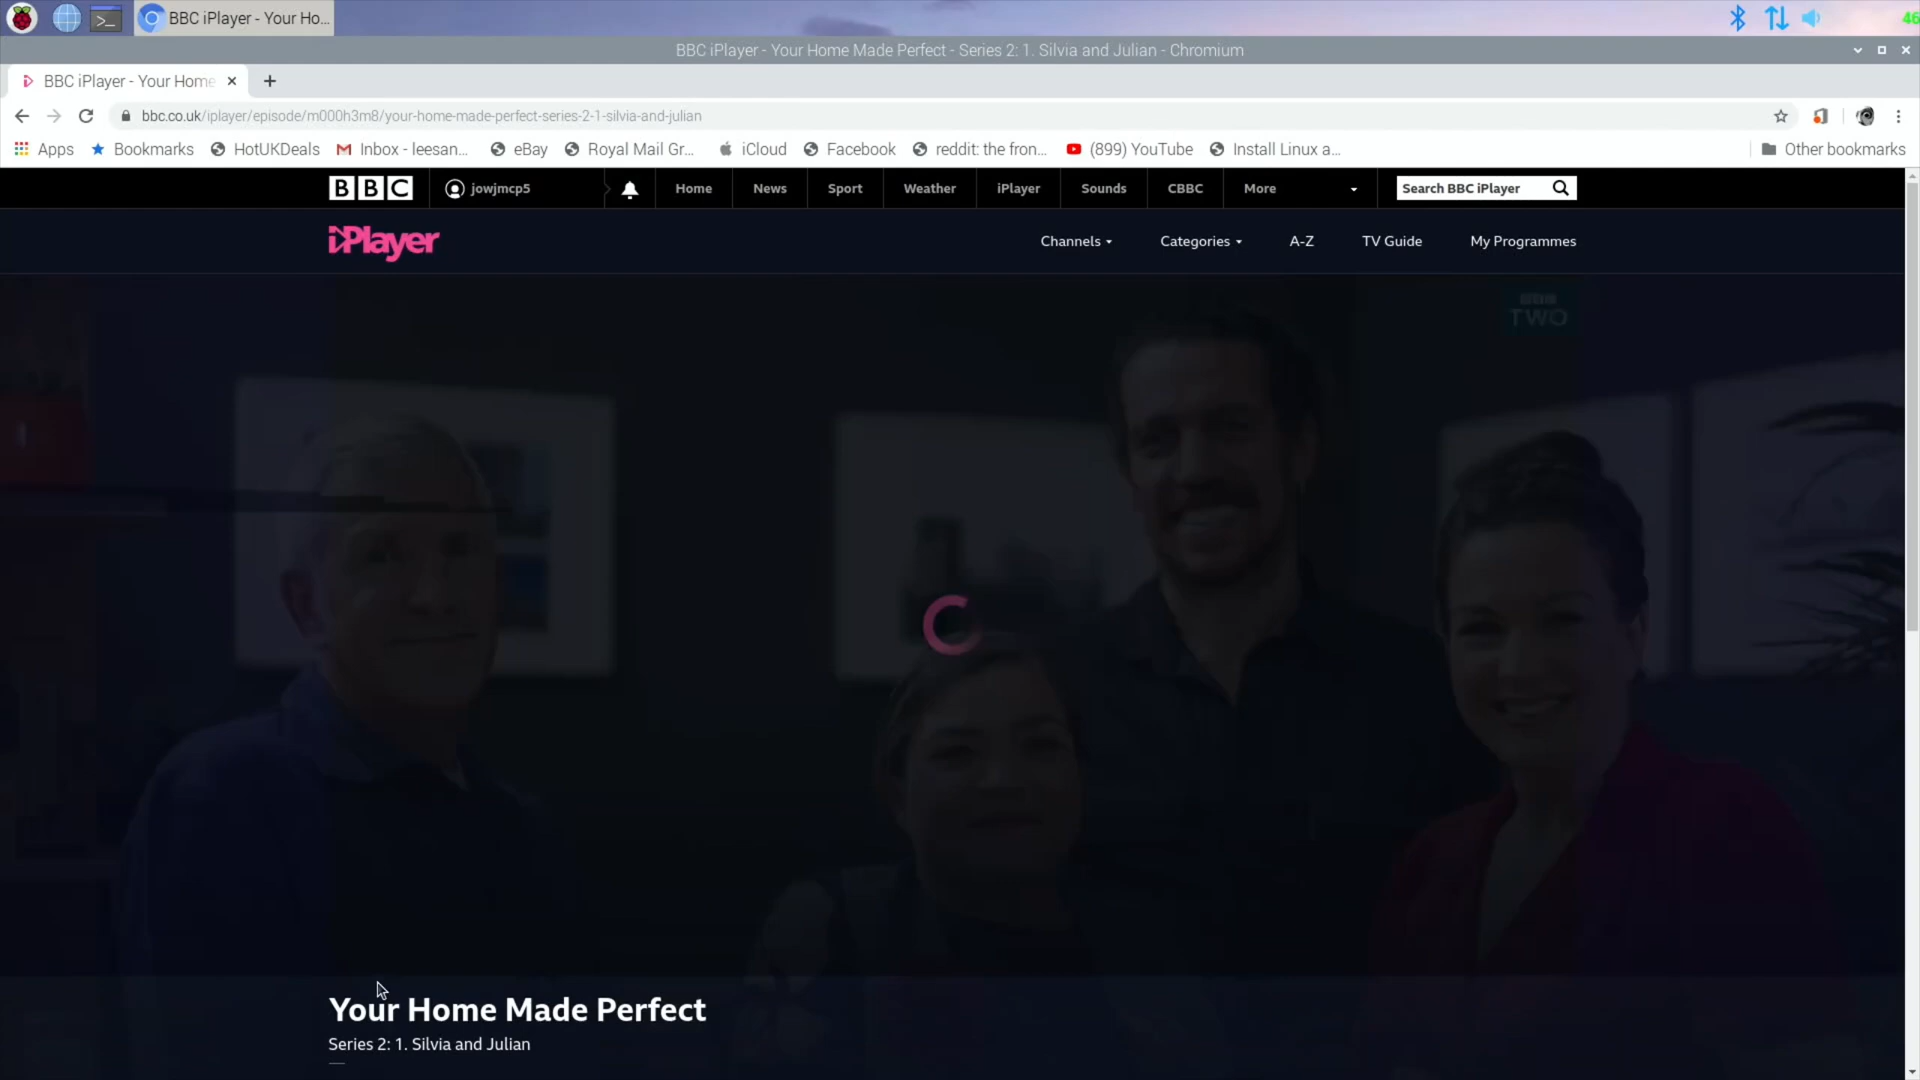 BBC iPlayer - Your Ho...
46
BBC iPlayer - Your Home Made Perfect - Series 2: 1. Silvia and Julian - Chromium
BBC iPlayer - Your Home
bbc.co.uk/iplayer/episode/m000h3m8/your-home-made-perfect-series-2-1-silvia-and-julian
Apps Bookmarks HotUKDeals Inbox - leesan... eBay Royal Mail Gr... iCloud Facebook reddit: the fron... (899) YouTube Install Linux a... Other bookmarks
BBC jowjmcp5 Home News Sport Weather iPlayer Sounds CBBC More Search BBC iPlayer
iPlayer Channels Categories A-Z TV Guide My Programmes
BBC
TWO
Your Home Made Perfect
Series 2: 1. Silvia and Julian